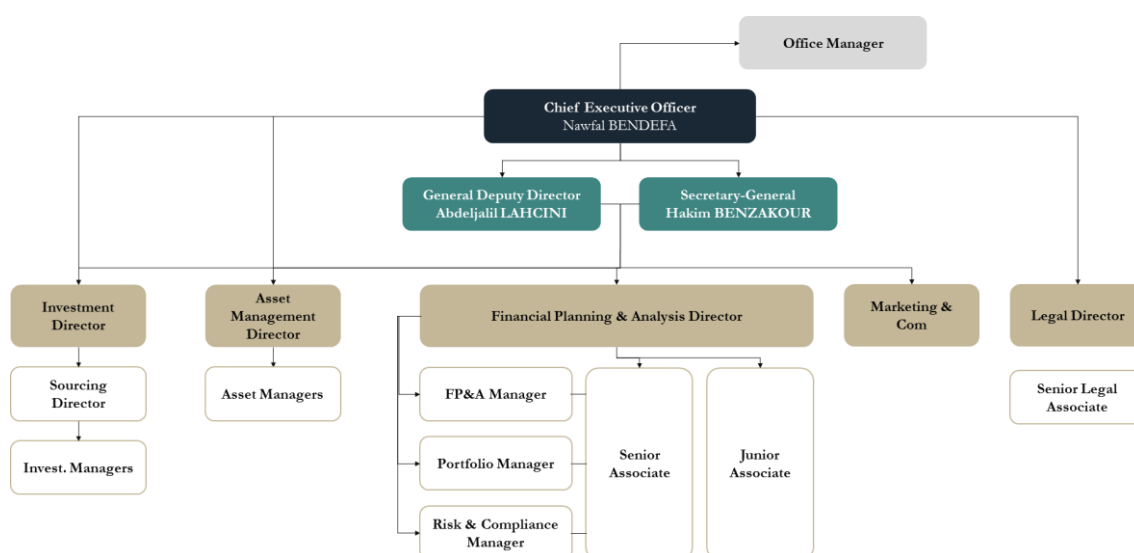 Office Manager
Chief Executive Officer
Nawfal BENDEFA
General Deputy Director
Abdeljalil LAHCINI
Secretary-General
Hakim BENZAKOUR
Investment
Director
Asset
Management
Director
Financial Planning & Analysis Director
Marketing &
Com
Legal Director
Sourcing
Director
Asset Managers
FP&A Manager
Senior Legal
Associate
Invest. Managers
Portfolio Manager
Senior
Associate
Junior
Associate
Risk & Compliance
Manager